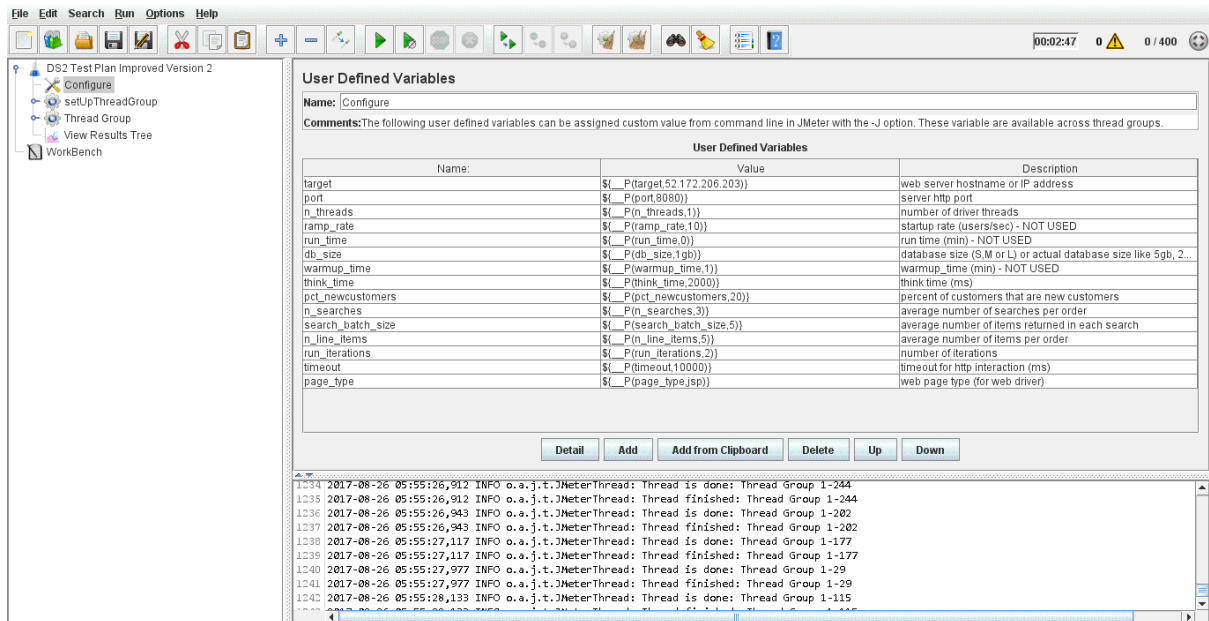 File Edit Search Run Options Help
00:02:47 0 0 / 400
DS2 Test Plan Improved Version 2
Configure
setUpThreadGroup
Thread Group
View Results Tree
WorkBench
User Defined Variables
Name: Configure
Comments:The following user defined variables can be assigned custom value from command line in JMeter with the -J option. These variable are available across thread groups.
User Defined Variables
Name: Value Description
target ${__P(target,52.172.206.203)} web server hostname or IP address
port ${__P(port,8080)} server http port
n_threads ${__P(n_threads,1)} number of driver threads
ramp_rate ${__P(ramp_rate,10)} startup rate (users/sec) - NOT USED
run_time ${__P(run_time,0)} run time (min) - NOT USED
db_size ${__P(db_size,1gb)} database size (S,M or L) or actual database size like 5gb, 2...
warmup_time ${__P(warmup_time,1)} warmup_time (min) - NOT USED
think_time ${__P(think_time,2000)} think time (ms)
pct_newcustomers ${__P(pct_newcustomers,20)} percent of customers that are new customers
n_searches ${__P(n_searches,3)} average number of searches per order
search_batch_size ${__P(search_batch_size,5)} average number of items returned in each search
n_line_items ${__P(n_line_items,5)} average number of items per order
run_iterations ${__P(run_iterations,2)} number of iterations
timeout ${__P(timeout,10000)} timeout for http interaction (ms)
page_type ${__P(page_type,jsp)} web page type (for web driver)
Detail Add Add from Clipboard Delete Up Down
1234 2017-08-26 05:55:26,912 INFO o.a.j.t.JMeterThread: Thread is done: Thread Group 1-244
1235 2017-08-26 05:55:26,912 INFO o.a.j.t.JMeterThread: Thread finished: Thread Group 1-244
1236 2017-08-26 05:55:26,943 INFO o.a.j.t.JMeterThread: Thread is done: Thread Group 1-202
1237 2017-08-26 05:55:26,943 INFO o.a.j.t.JMeterThread: Thread finished: Thread Group 1-202
1238 2017-08-26 05:55:27,117 INFO o.a.j.t.JMeterThread: Thread is done: Thread Group 1-177
1239 2017-08-26 05:55:27,117 INFO o.a.j.t.JMeterThread: Thread finished: Thread Group 1-177
1240 2017-08-26 05:55:27,977 INFO o.a.j.t.JMeterThread: Thread is done: Thread Group 1-29
1241 2017-08-26 05:55:27,977 INFO o.a.j.t.JMeterThread: Thread finished: Thread Group 1-29
1242 2017-08-26 05:55:28,133 INFO o.a.j.t.JMeterThread: Thread is done: Thread Group 1-115